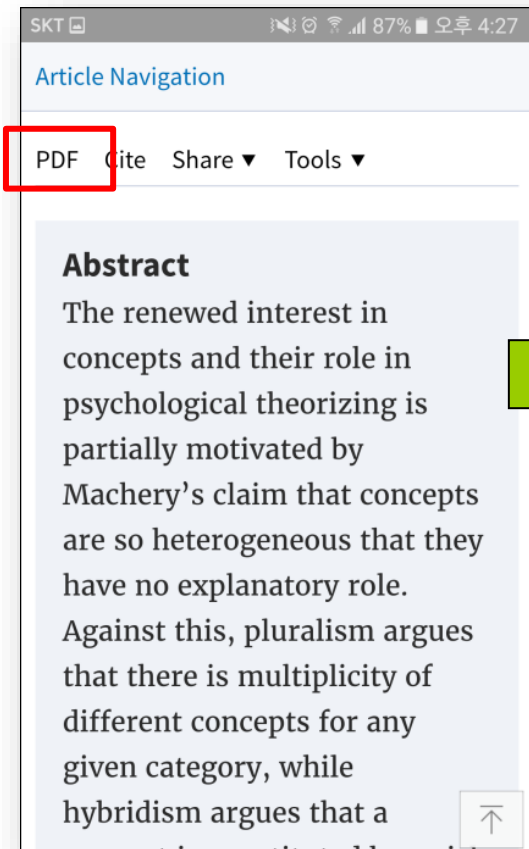 SKT 87% 오후 4:27
Article Navigation
PDF Cite Share ▼ Tools ▼
Abstract
The renewed interest in
concepts and their role in
psychological theorizing is
partially motivated by
Machery’s claim that concepts
are so heterogeneous that they
have no explanatory role.
Against this, pluralism argues
that there is multiplicity of
different concepts for any
given category, while
hybridism argues that a